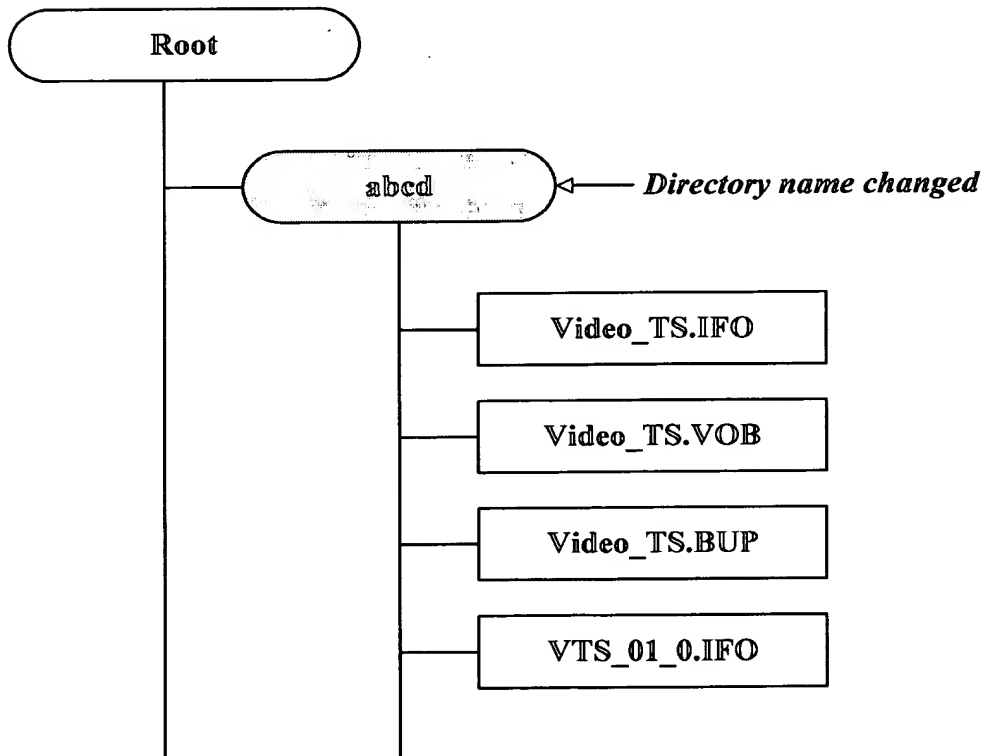 Root
abcd
Directory name changed
Video_TS.IFO
Video_TS.VOB
Video_TS.BUP
VTS_01_0.IFO